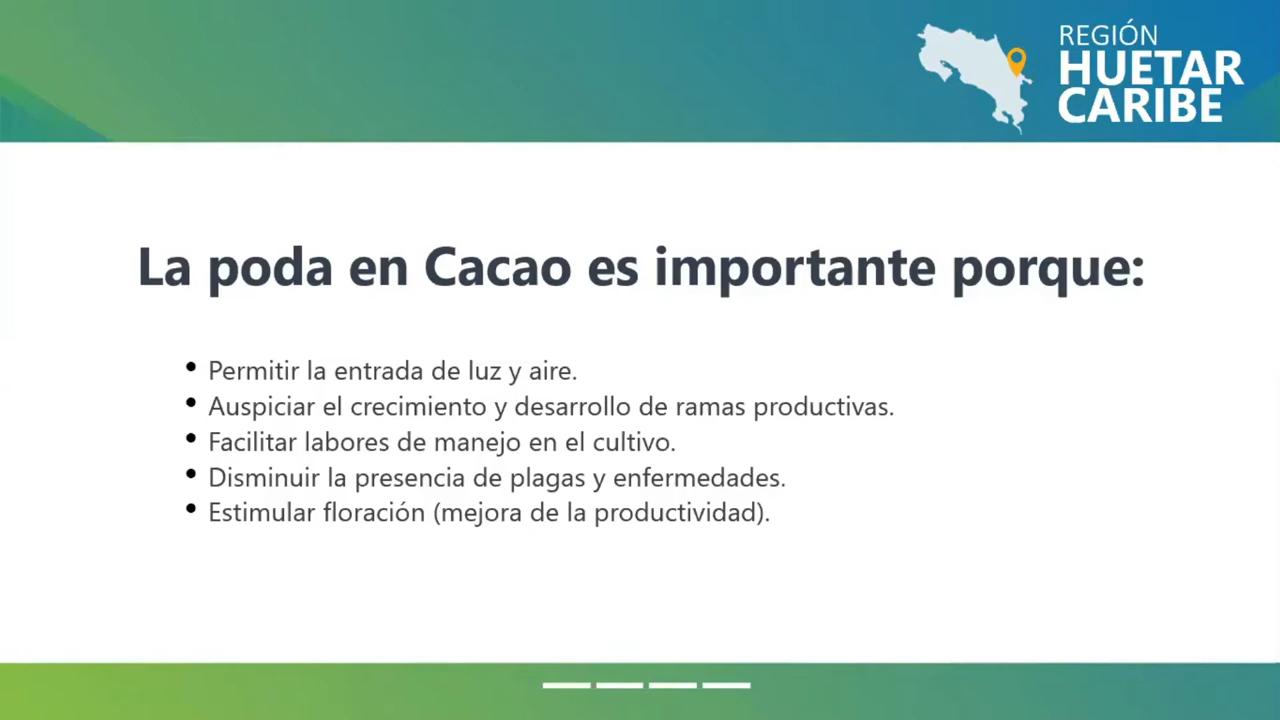 REGIÓN
HUETAR
CARIBE
La poda en Cacao es importante porque:
• Permitir la entrada de luz y aire.
• Auspiciar el crecimiento y desarrollo de ramas productivas.
• Facilitar labores de manejo en el cultivo.
• Disminuir la presencia de plagas y enfermedades.
• Estimular floración (mejora de la productividad).